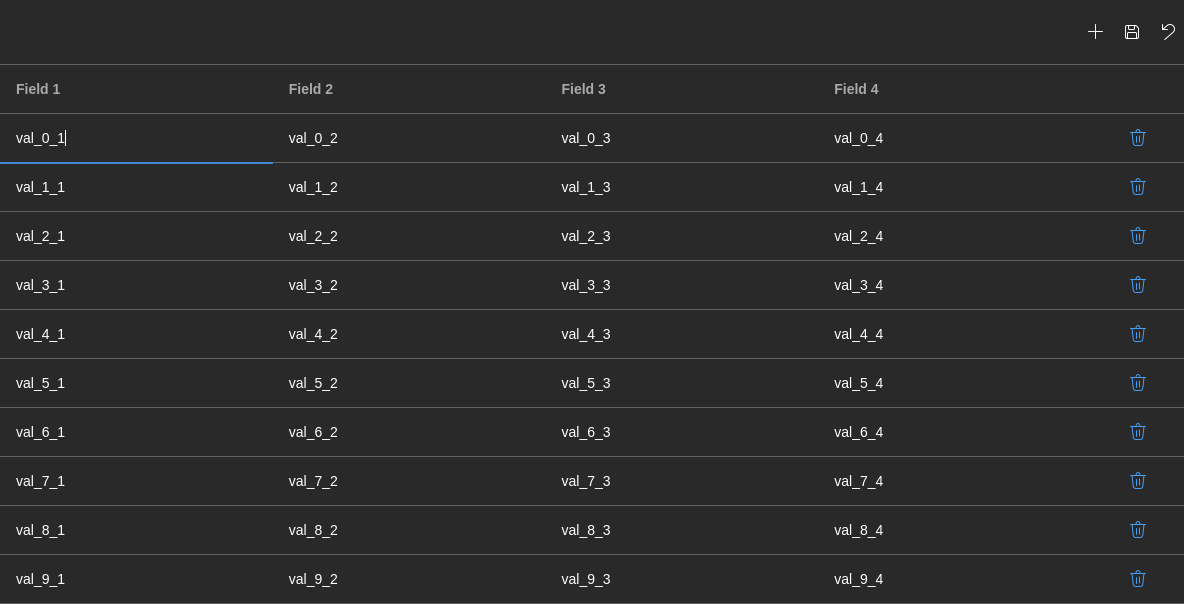 Field 1 Field 2 Field 3 Field 4
val_0_1 val_0_2 val_0_3 val_0_4
val_1_1 val_1_2 val_1_3 val_1_4
val_2_1 val_2_2 val_2_3 val_2_4
val_3_1 val_3_2 val_3_3 val_3_4
val_4_1 val_4_2 val_4_3 val_4_4
val_5_1 val_5_2 val_5_3 val_5_4
val_6_1 val_6_2 val_6_3 val_6_4
val_7_1 val_7_2 val_7_3 val_7_4
val_8_1 val_8_2 val_8_3 val_8_4
val_9_1 val_9_2 val_9_3 val_9_4